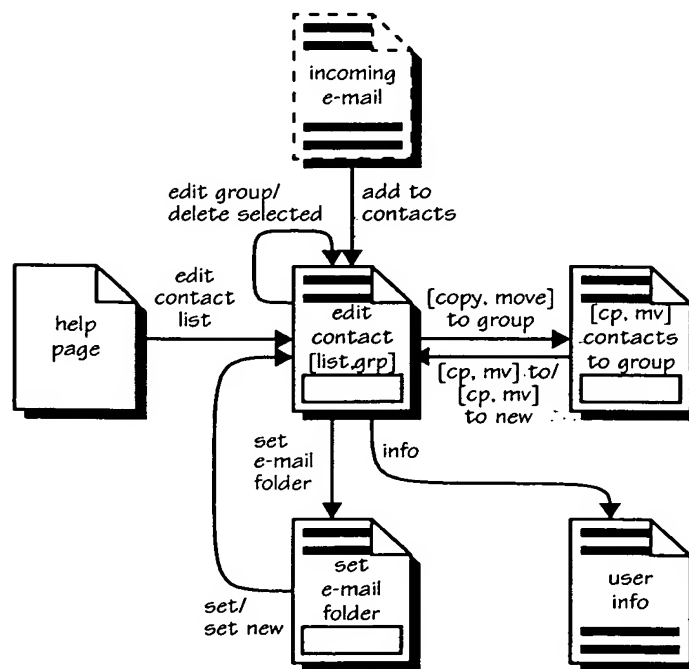 incoming
e-mail
edit group/
delete selected
add to
contacts
help
page
edit
contact
list
edit
contact
[list,grp]
[copy, move]
to group
[cp, mv] to/
[cp, mv]
to new
[cp, mv]
contacts
to group
set
e-mail
folder
info
set/
set new
set
e-mail
folder
user
info